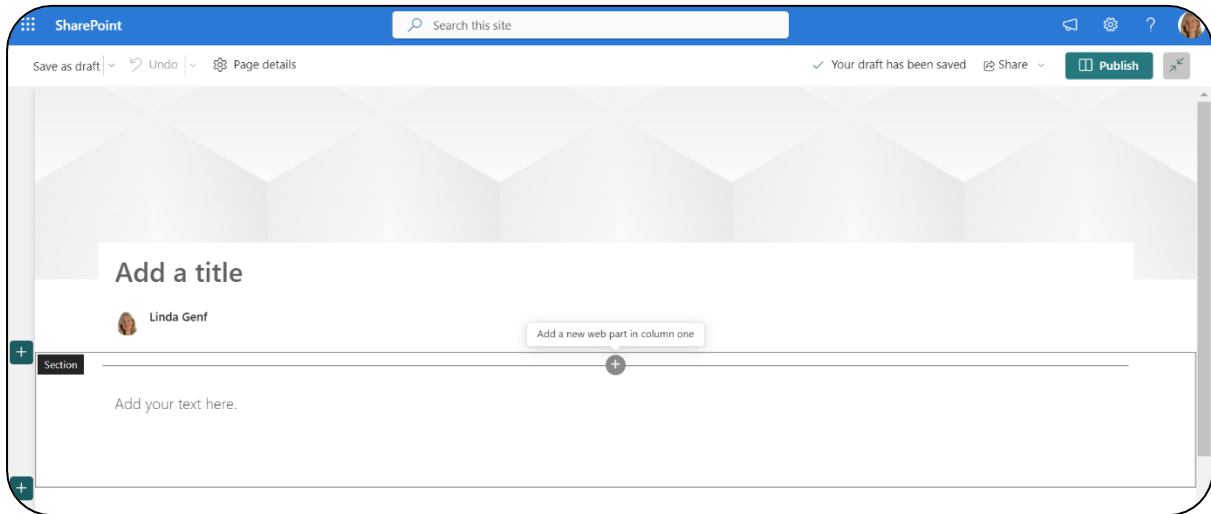 SharePoint Search this site ?
Save as draft Undo Page details Your draft has been saved Share Publish
Add a title
Linda Genf
Add a new web part in column one
Section
Add your text here.